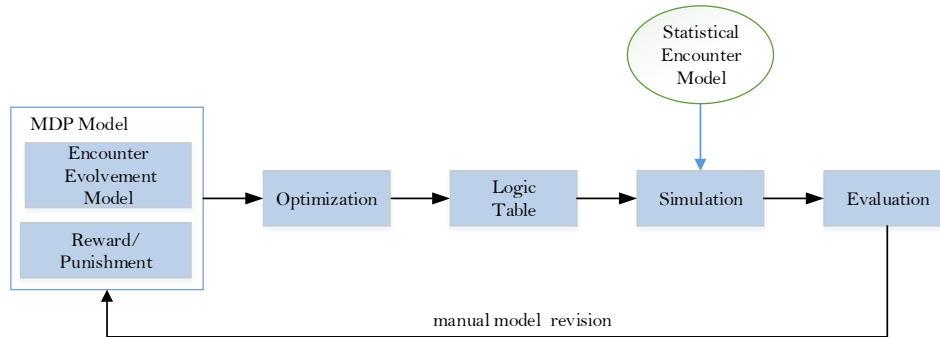 Statistical
Encounter
Model
MDP Model
Encounter
Evolvement
Model
Reward/
Punishment
Optimization
Logic
Table
Simulation
Evaluation
manual model revision